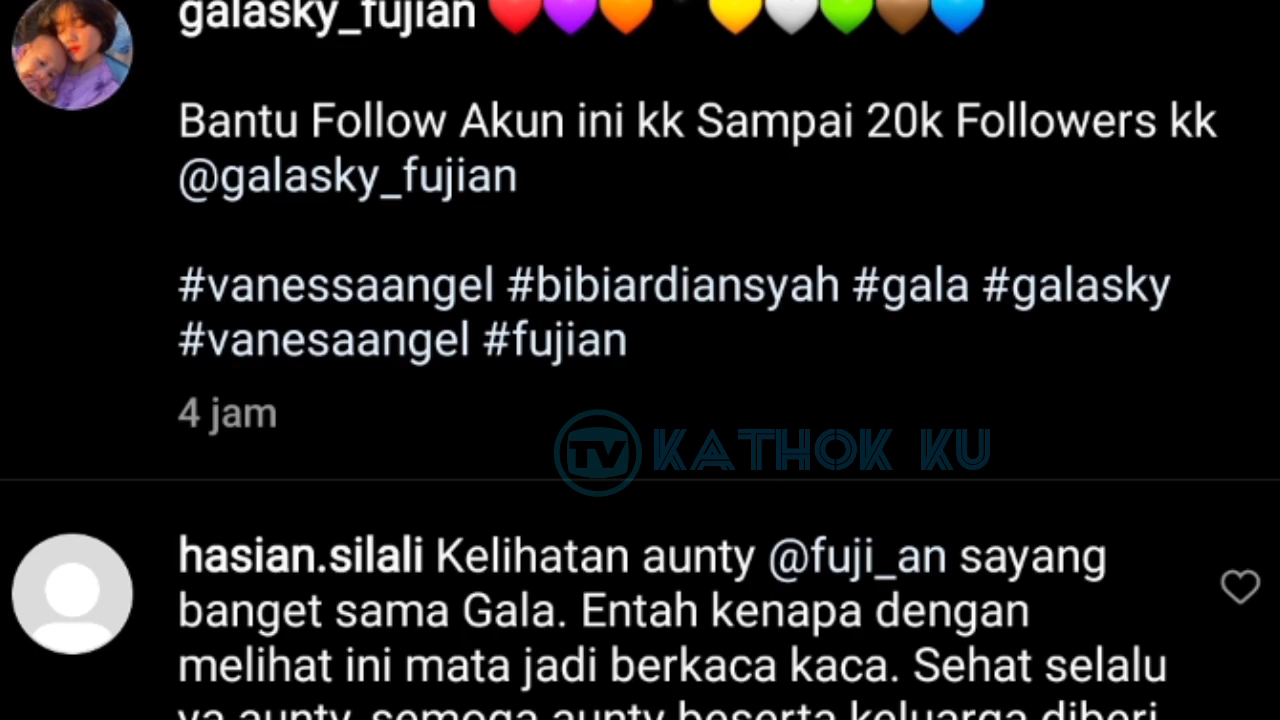 galasky_fujian ❤️💜🧡🖤💛🤍💚🤎💙
Bantu Follow Akun ini kk Sampai 20k Followers kk
@galasky_fujian
#vanessaangel #bibiardiansyah #gala #galasky
#vanesaangel #fujian
4 jam
TV KATHOK KU
hasian.silali Kelihatan aunty @fuji_an sayang
banget sama Gala. Entah kenapa dengan
melihat ini mata jadi berkaca kaca. Sehat selalu
ya aunty, semoga aunty beserta keluarga diberi